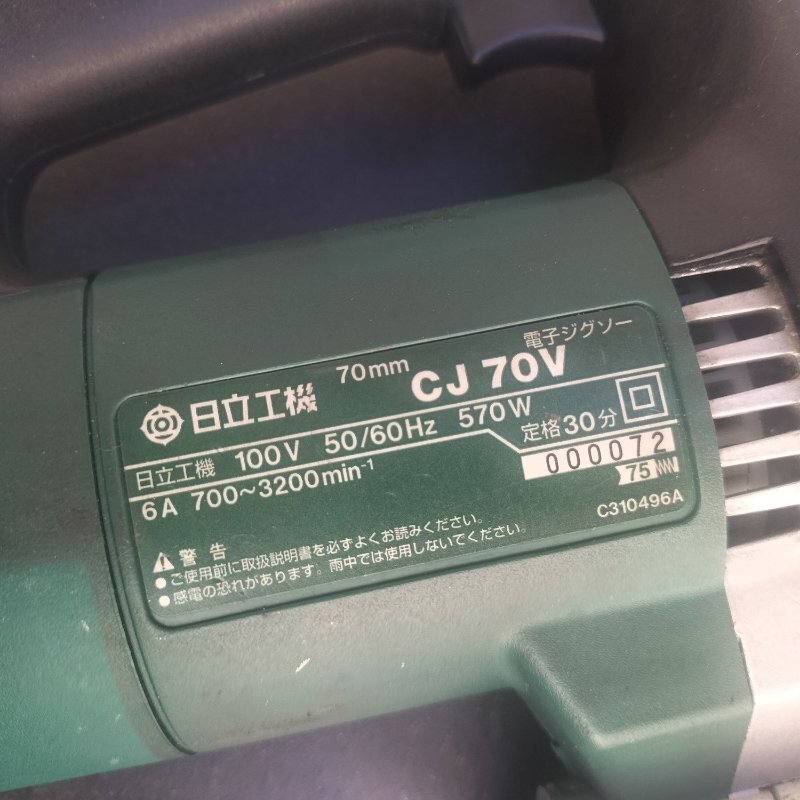 電子ジグソー
日立工機 70mm CJ 70V
日立工機 100V 50/60Hz 570W
6A 700~3200min-1 定格30分
000072
75
⚠ 警告
● ご使用前に取扱説明書を必ずよくお読みください。
● 感電の恐れがあります。雨中では使用しないでください。
C310496A